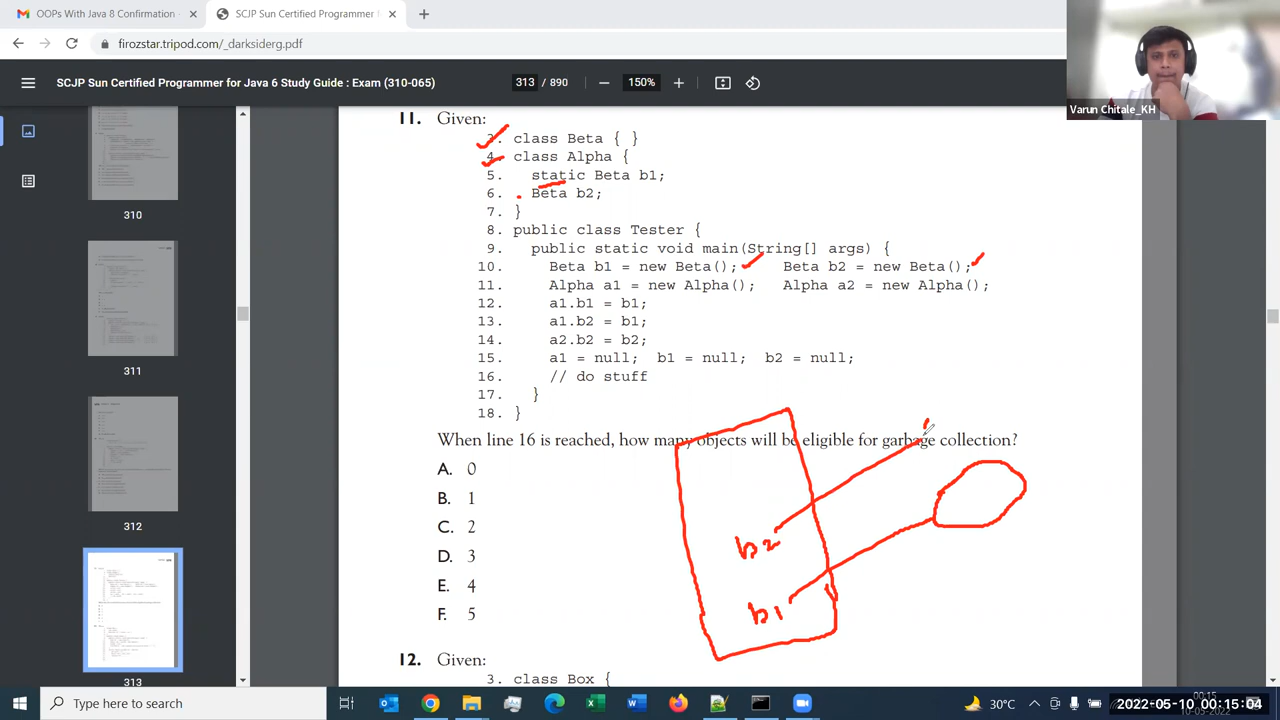 OOPs With Java 8 Confirmation
SCJP Sun Certified Programmer
firozstar.tripod.com/_darksiderg.pdf
SCJP Sun Certified Programmer for Java 6 Study Guide : Exam (310-065)
313 / 890
150%
Varun Chitale_KH
310
311
312
313
11. Given:
3. class Beta { }
4. class Alpha {
5. static Beta b1;
6. Beta b2;
7. }
8. public class Tester {
9. public static void main(String[] args) {
10. Beta b1 = new Beta(); Beta b2 = new Beta();
11. Alpha a1 = new Alpha(); Alpha a2 = new Alpha();
12. a1.b1 = b1;
13. a1.b2 = b1;
14. a2.b2 = b2;
15. a1 = null; b1 = null; b2 = null;
16. // do stuff
17. }
18. }
When line 16 is reached, how many objects will be eligible for garbage collection?
A. 0
B. 1
C. 2
D. 3
E. 4
F. 5
b2
b1
12. Given:
3. class Box {
Type here to search
30°C
00:15
2022-05-10 00:15:04